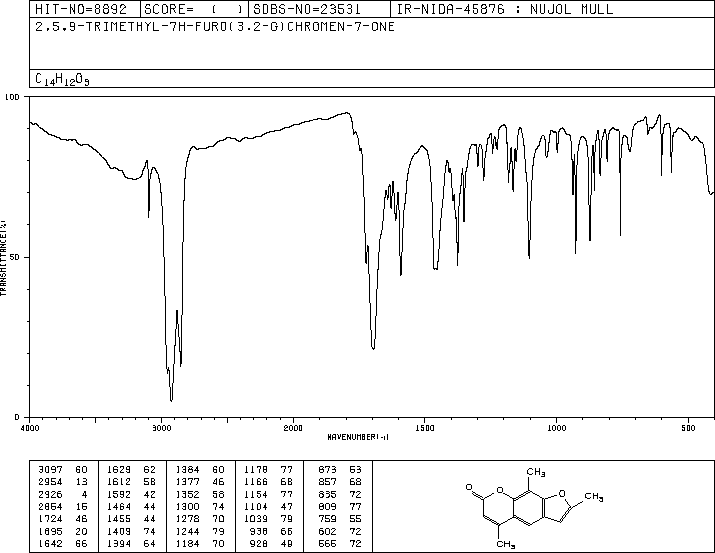 HIT-NO=8892 SCORE= ( ) SDBS-NO=23531 IR-NIDA-45876 : NUJOL MULL
2.5.9-TRIMETHYL-7H-FURO(3.2-G)CHROMEN-7-ONE
C14H12O3
100
TRANSMITTANCE(%)
50
0
4000 3000 2000 1500 1000 500
WAVENUMBER(-1)
3097 60 1629 62 1384 60 1178 77 873 53
2954 13 1612 58 1377 46 1166 68 857 68
2926 4 1592 42 1352 58 1154 77 835 72
2854 15 1464 44 1300 74 1104 47 809 77
1724 46 1455 44 1278 70 1039 79 759 55
1695 20 1409 74 1244 79 938 66 602 72
1642 66 1394 64 1184 70 928 49 566 72
CH3
O O O CH3
CH3